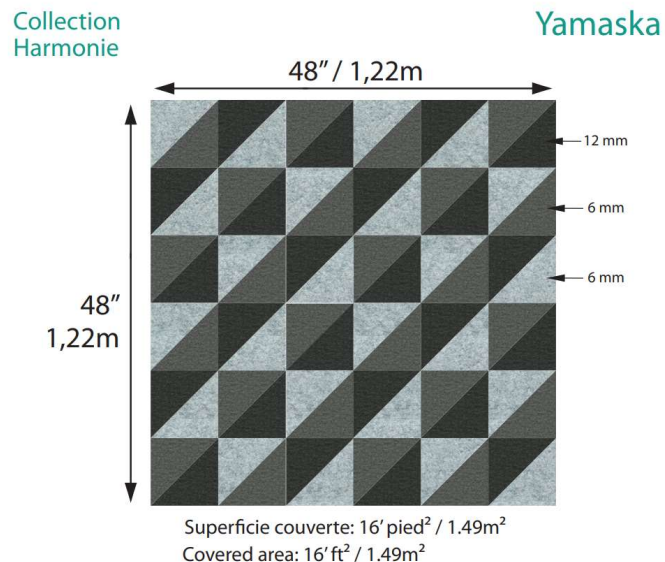 Collection
Harmonie
Yamaska
48” / 1,22m
12 mm
6 mm
6 mm
48”
1,22m
Superficie couverte: 16’ pied² / 1.49m²
Covered area: 16’ ft² / 1.49m²